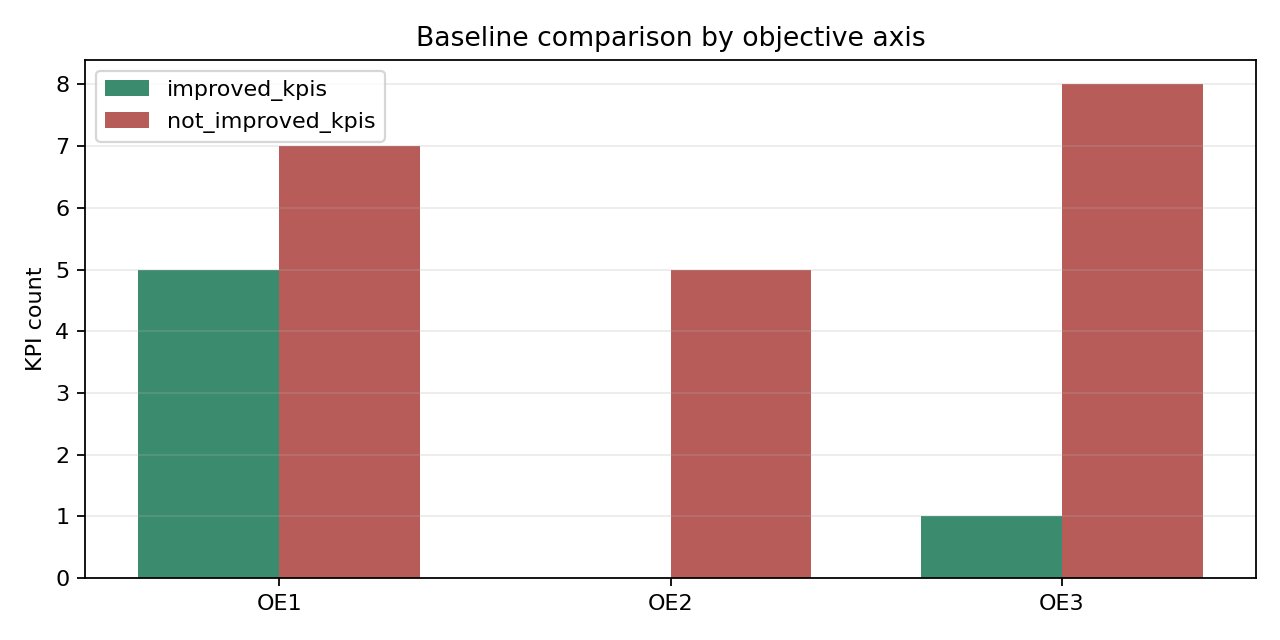 Baseline comparison by objective axis
improved_kpis
not_improved_kpis
KPI count
8
7
6
5
4
3
2
1
0
OE1
OE2
OE3